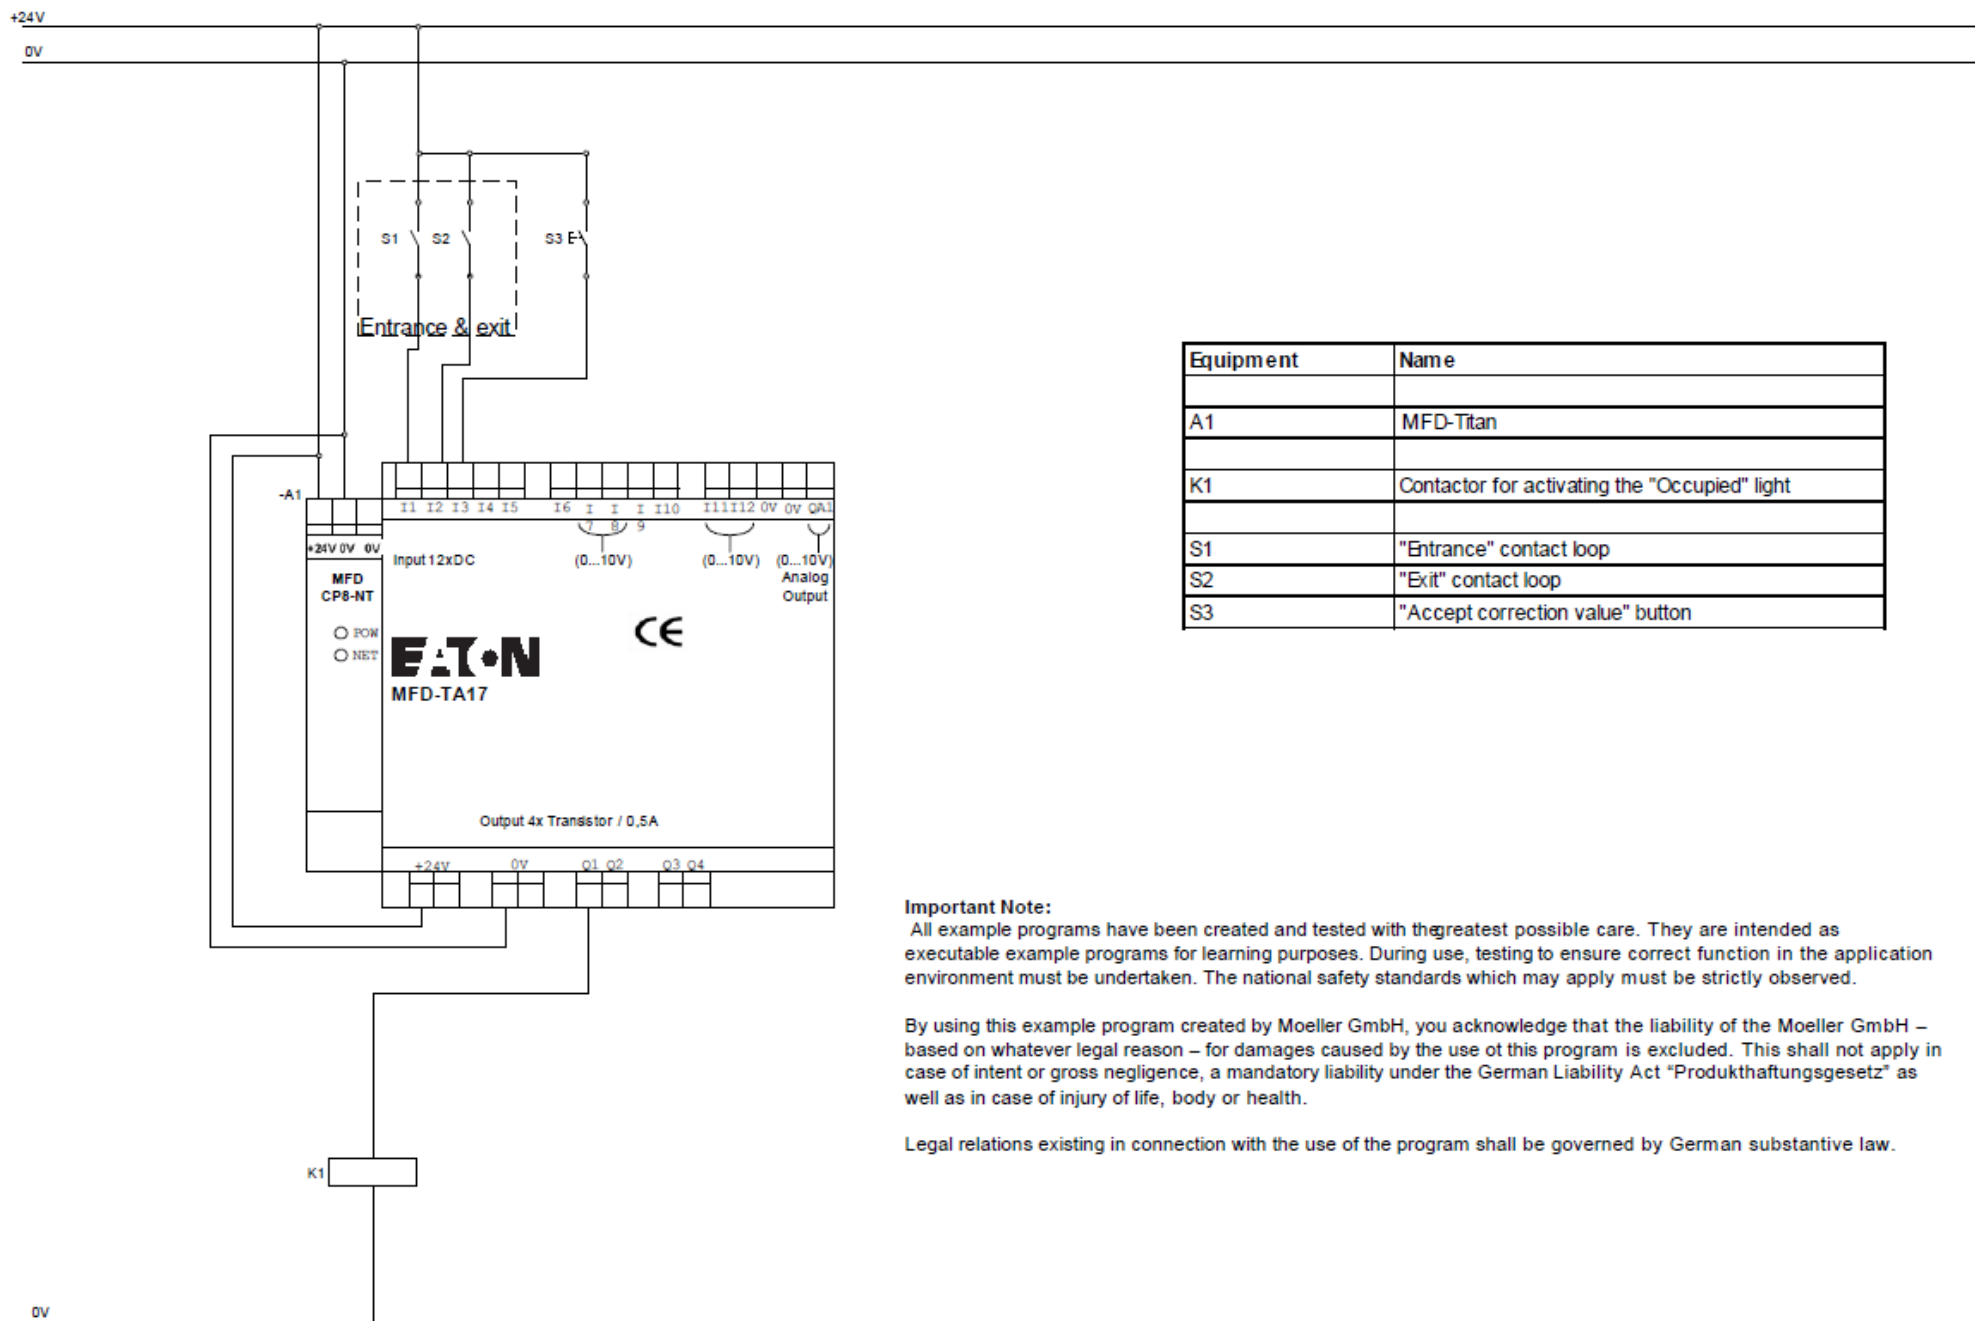 +24V
0V
S1
S2
S3
Entrance & exit
Equipment Name
A1 MFD-Titan
K1 Contactor for activating the "Occupied" light
S1 "Entrance" contact loop
S2 "Exit" contact loop
S3 "Accept correction value" button
-A1
I1 I2 I3 I4 I5 I6 I I I I10 I11 I12 0V 0V QA1
7 8 9
+24V 0V 0V
Input 12xDC
(0...10V)
(0...10V)
(0...10V)
Analog
Output
MFD
CP8-NT
POW
NET
CE
EATON
MFD-TA17
Output 4x Transistor / 0,5A
+24V 0V Q1 Q2 Q3 Q4
Important Note:
All example programs have been created and tested with thegreatest possible care. They are intended as
executable example programs for learning purposes. During use, testing to ensure correct function in the application
environment must be undertaken. The national safety standards which may apply must be strictly observed.
By using this example program created by Moeller GmbH, you acknowledge that the liability of the Moeller GmbH –
based on whatever legal reason – for damages caused by the use ot this program is excluded. This shall not apply in
case of intent or gross negligence, a mandatory liability under the German Liability Act “Produkthaftungsgesetz” as
well as in case of injury of life, body or health.
Legal relations existing in connection with the use of the program shall be governed by German substantive law.
K1
0V